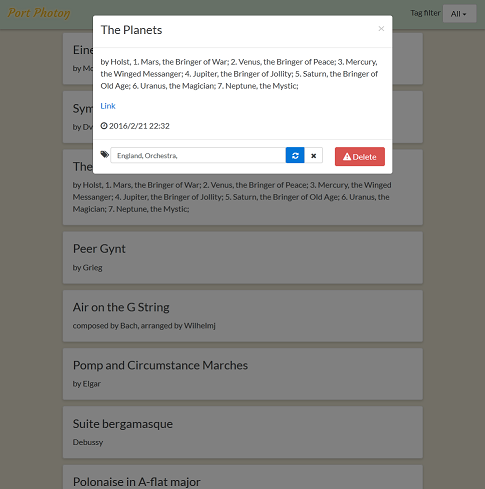 Port Photon
Tag filter
All
The Planets
×
by Holst, 1. Mars, the Bringer of War; 2. Venus, the Bringer of Peace; 3. Mercury,
the Winged Messanger; 4. Jupiter, the Bringer of Jollity; 5. Saturn, the Bringer of
Old Age; 6. Uranus, the Magician; 7. Neptune, the Mystic;
Link
2016/2/21 22:32
England, Orchestra,
Delete
Eine
by Mo
Sym
by Dv
The
by Holst, 1. Mars, the Bringer of War; 2. Venus, the Bringer of Peace; 3. Mercury, the Winged
Messanger; 4. Jupiter, the Bringer of Jollity; 5. Saturn, the Bringer of Old Age; 6. Uranus, the
Magician; 7. Neptune, the Mystic;
Peer Gynt
by Grieg
Air on the G String
composed by Bach, arranged by Wilhelmj
Pomp and Circumstance Marches
by Elgar
Suite bergamasque
Debussy
Polonaise in A-flat major